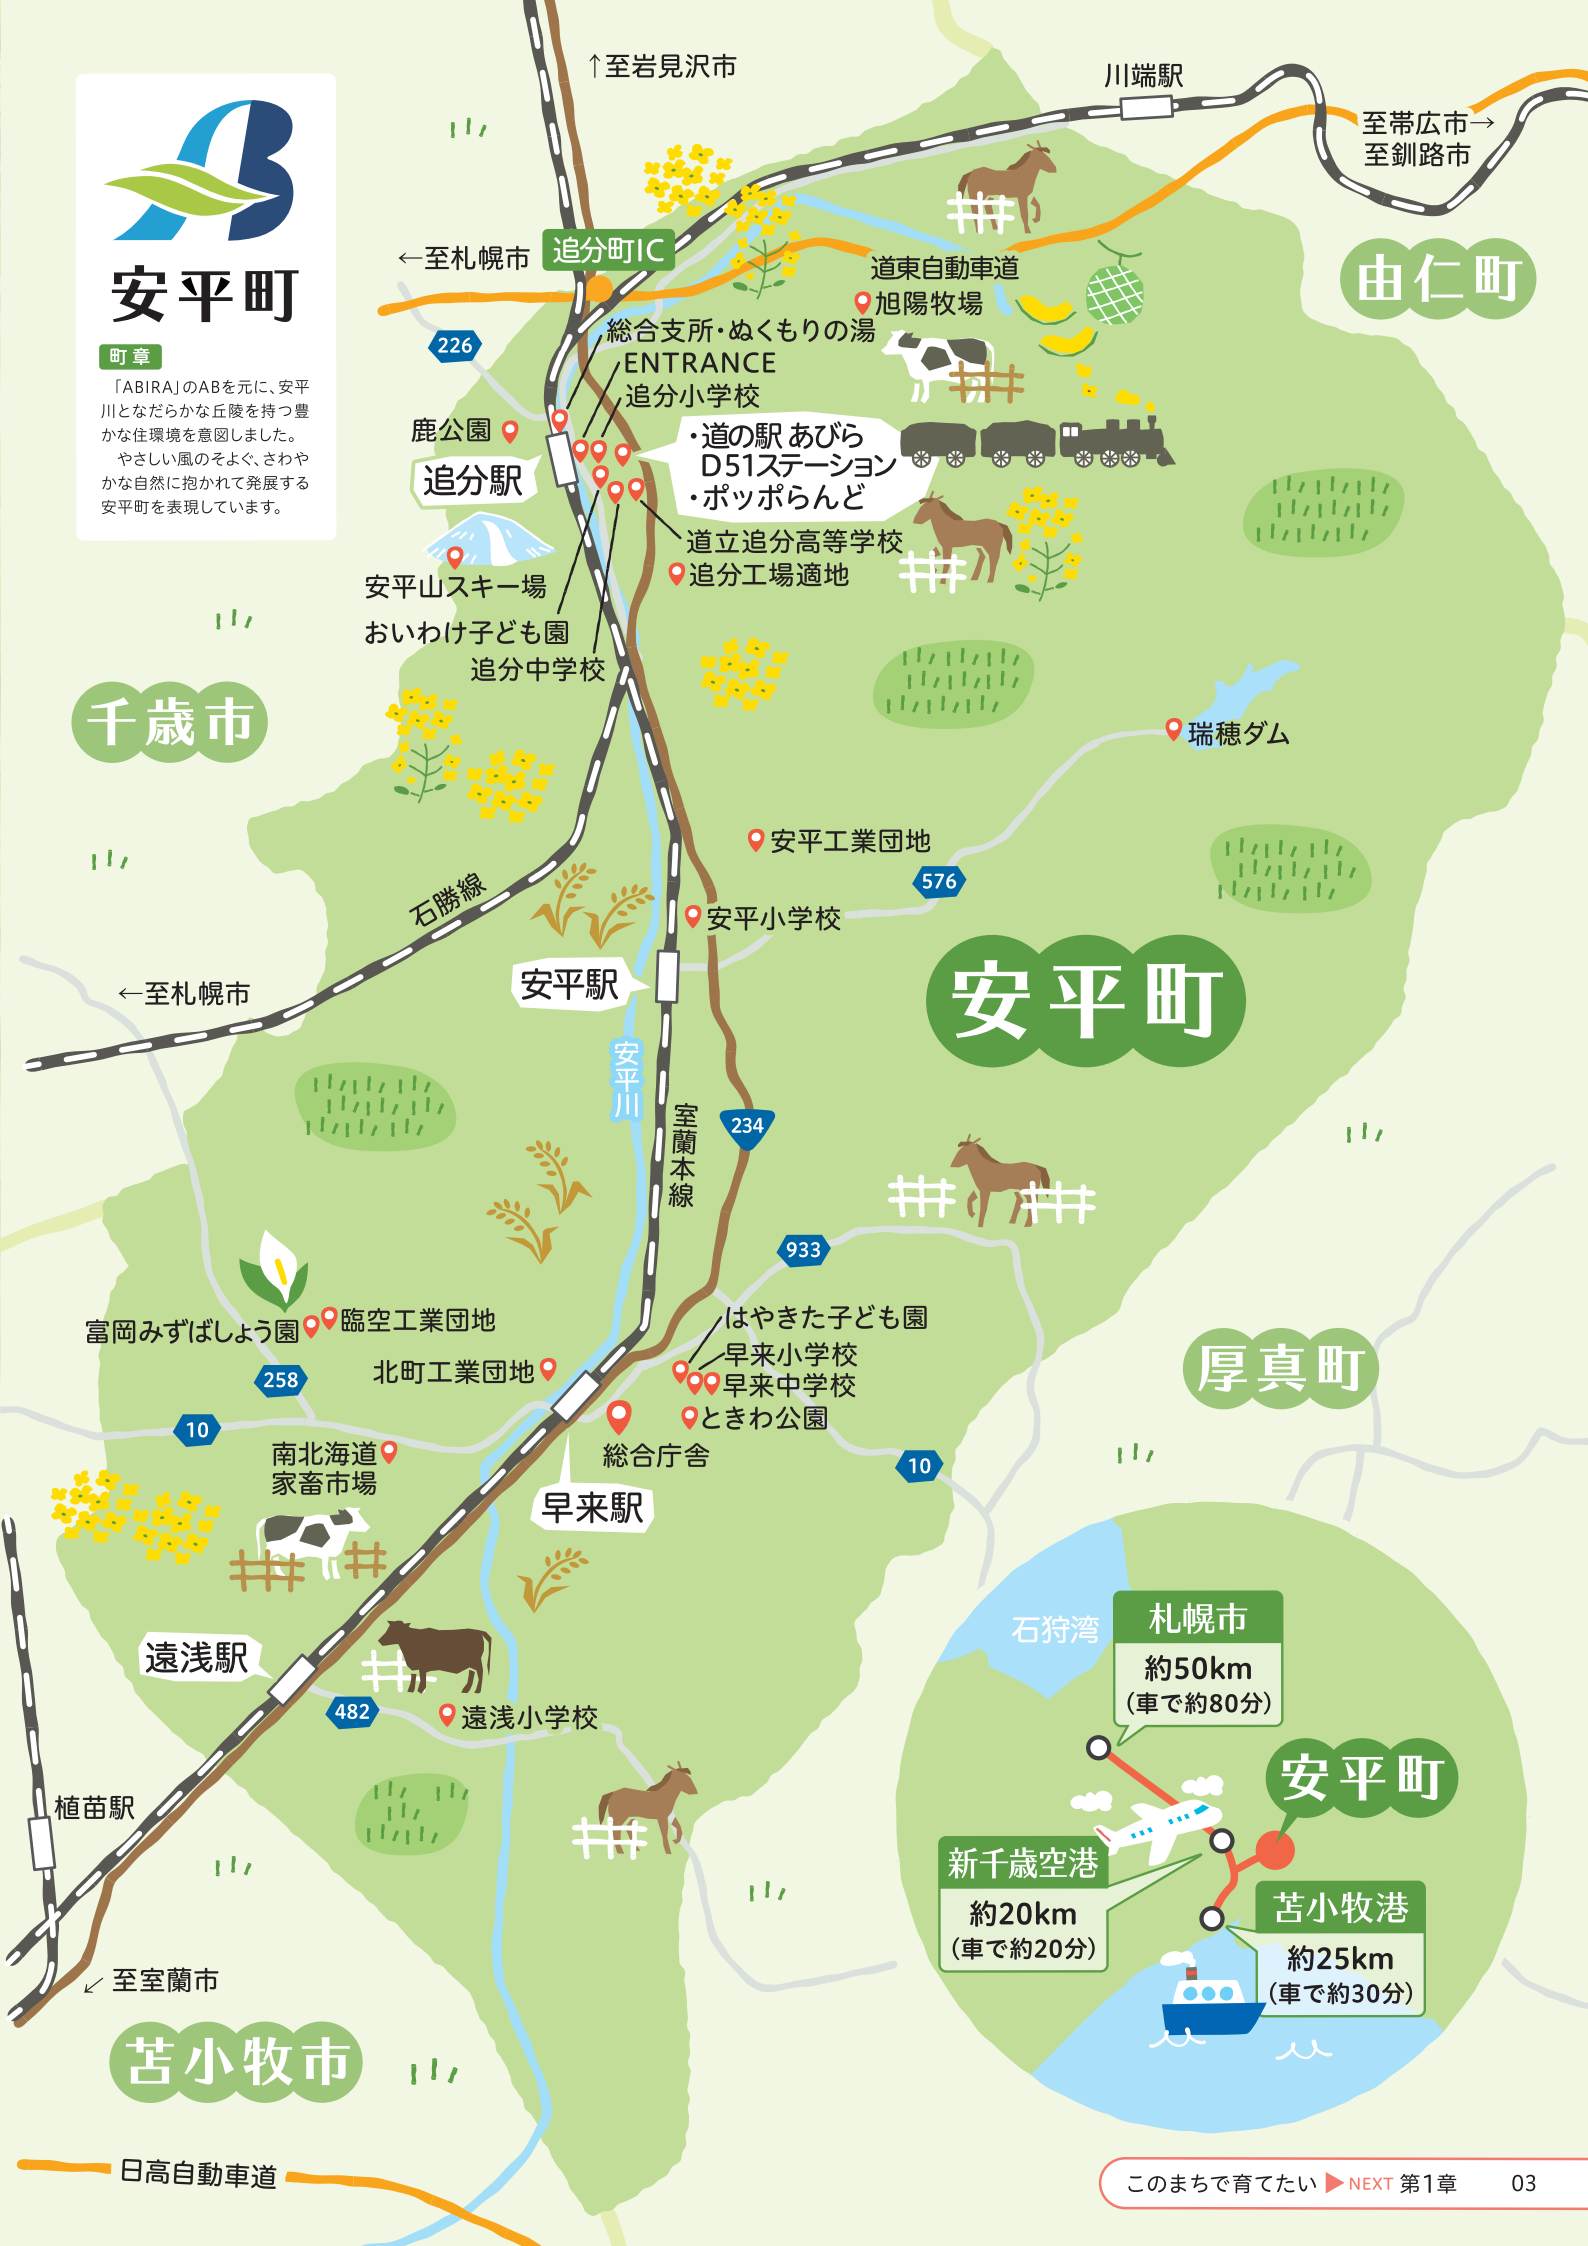 安平町
町章
「ABIRA」のABを元に、安平
川となだらかな丘陵を持つ豊
かな住環境を意図しました。
やさしい風のそよぐ、さわや
かな自然に抱かれて発展する
安平町を表現しています。
↑至岩見沢市
川端駅
至帯広市→
至釧路市
←至札幌市
追分町IC
道東自動車道
旭陽牧場
由仁町
226
総合支所・ぬくもりの湯
ENTRANCE
追分小学校
鹿公園
追分駅
・道の駅 あびら
D51ステーション
・ポッポらんど
道立追分高等学校
追分工場適地
安平山スキー場
おいわけ子ども園
追分中学校
千歳市
瑞穂ダム
安平工業団地
576
石勝線
安平小学校
←至札幌市
安平駅
安平町
安平川
室蘭本線
234
933
富岡みずばしょう園
臨空工業団地
はやきた子ども園
早来小学校
早来中学校
ときわ公園
北町工業団地
258
10
総合庁舎
厚真町
南北海道
家畜市場
10
早来駅
遠浅駅
482
遠浅小学校
植苗駅
↙至室蘭市
苫小牧市
日高自動車道
石狩湾
札幌市
約50km
(車で約80分)
安平町
新千歳空港
約20km
(車で約20分)
苫小牧港
約25km
(車で約30分)
このまちで育てたい ▶NEXT 第1章 03